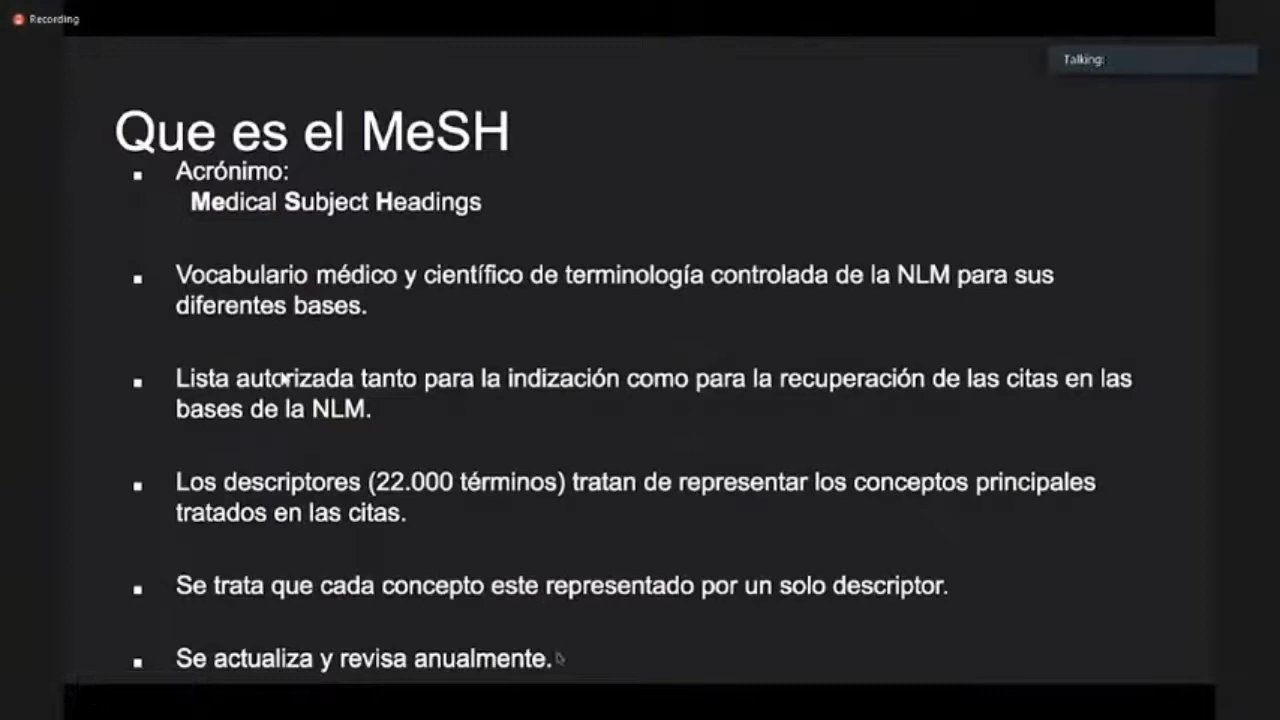 Recording
Talking:
Que es el MeSH
▪ Acrónimo:
Medical Subject Headings
▪ Vocabulario médico y científico de terminología controlada de la NLM para sus
diferentes bases.
▪ Lista autorizada tanto para la indización como para la recuperación de las citas en las
bases de la NLM.
▪ Los descriptores (22.000 términos) tratan de representar los conceptos principales
tratados en las citas.
▪ Se trata que cada concepto este representado por un solo descriptor.
▪ Se actualiza y revisa anualmente.